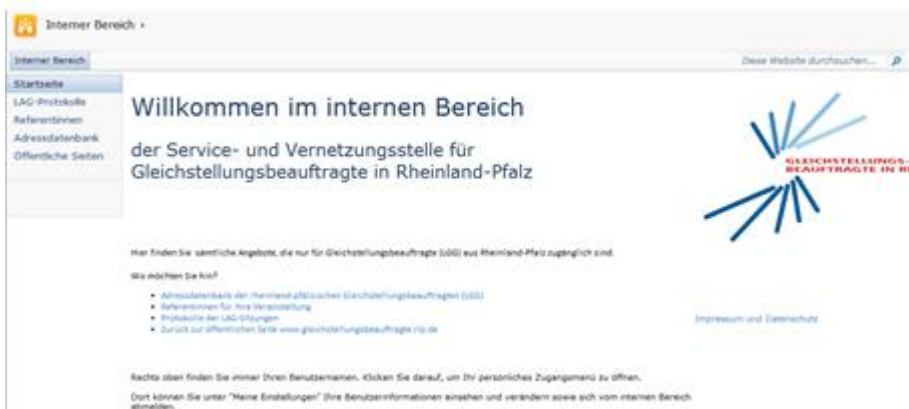 Interner Bereich ›
Interner Bereich
Diese Website durchsuchen...
Startseite
LAG-Protokolle
Referentinnen
Adressdatenbank
Öffentliche Seiten
Willkommen im internen Bereich
der Service- und Vernetzungsstelle für
Gleichstellungsbeauftragte in Rheinland-Pfalz
GLEICHSTELLUNGS-
BEAUFTRAGTE IN
Hier finden Sie sämtliche Angebote, die nur für Gleichstellungsbeauftragte (LGG) aus Rheinland-Pfalz zugänglich sind.
Wo möchten Sie hin?
Adressdatenbank der rheinland-pfälzischen Gleichstellungsbeauftragten (LGG)
Referentinnen für Ihre Veranstaltung
Protokolle der LAG-Sitzungen
Zurück zur öffentlichen Seite www.gleichstellungsbeauftragte-rlp.de
Impressum und Datenschutz
Rechts oben finden Sie immer Ihren Benutzernamen. Klicken Sie darauf, um Ihr persönliches Zugangsmenü zu öffnen.
Dort können Sie unter "Meine Einstellungen" Ihre Benutzerinformationen einsehen und verändern sowie sich vom internen Bereich
abmelden.